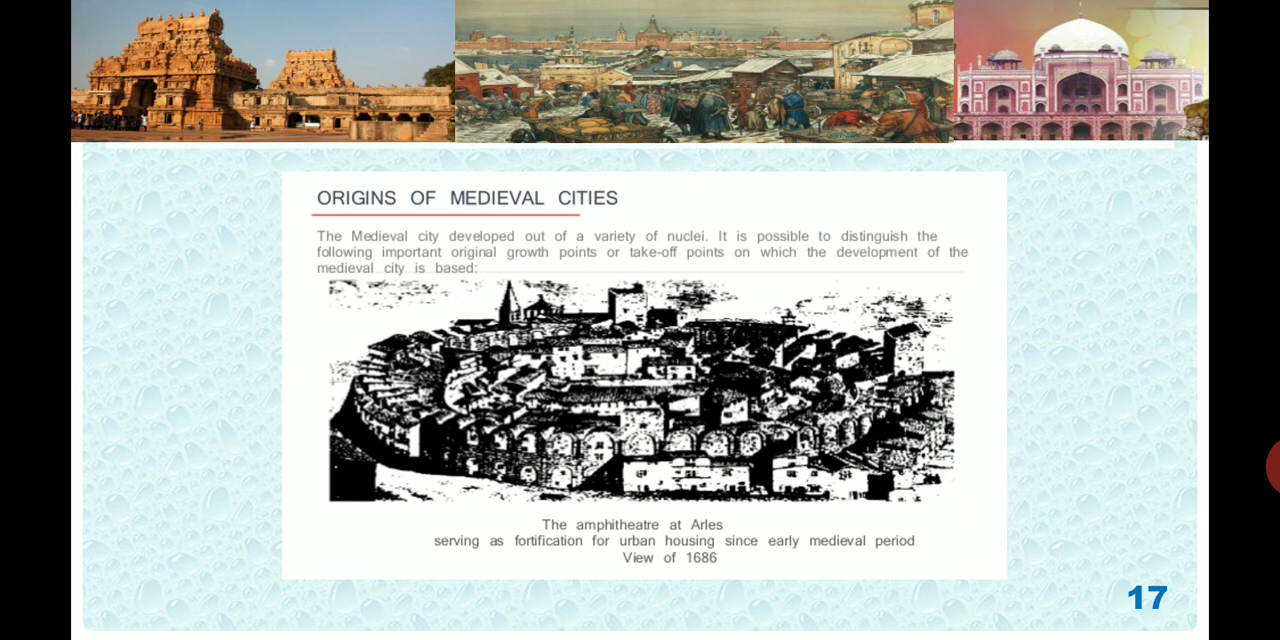 ORIGINS OF MEDIEVAL CITIES
The Medieval city developed out of a variety of nuclei. It is possible to distinguish the
following important original growth points or take-off points on which the development of the
medieval city is based:
The amphitheatre at Arles
serving as fortification for urban housing since early medieval period
View of 1686
17